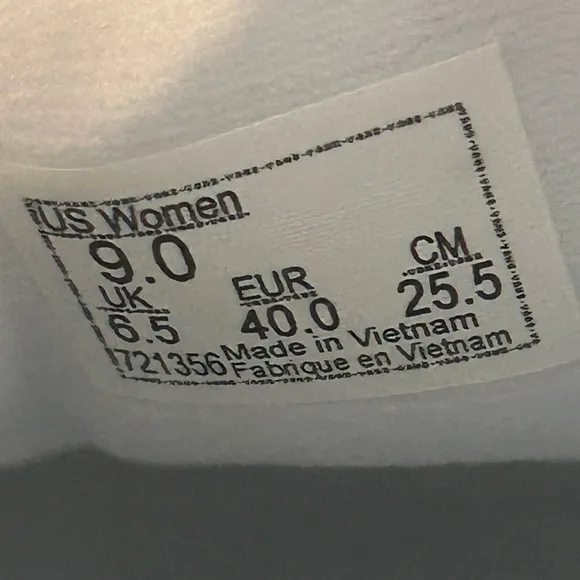 US Women
9.0
UK EUR CM
6.5 40.0 25.5
721356 Made in Vietnam
Fabrique en Vietnam